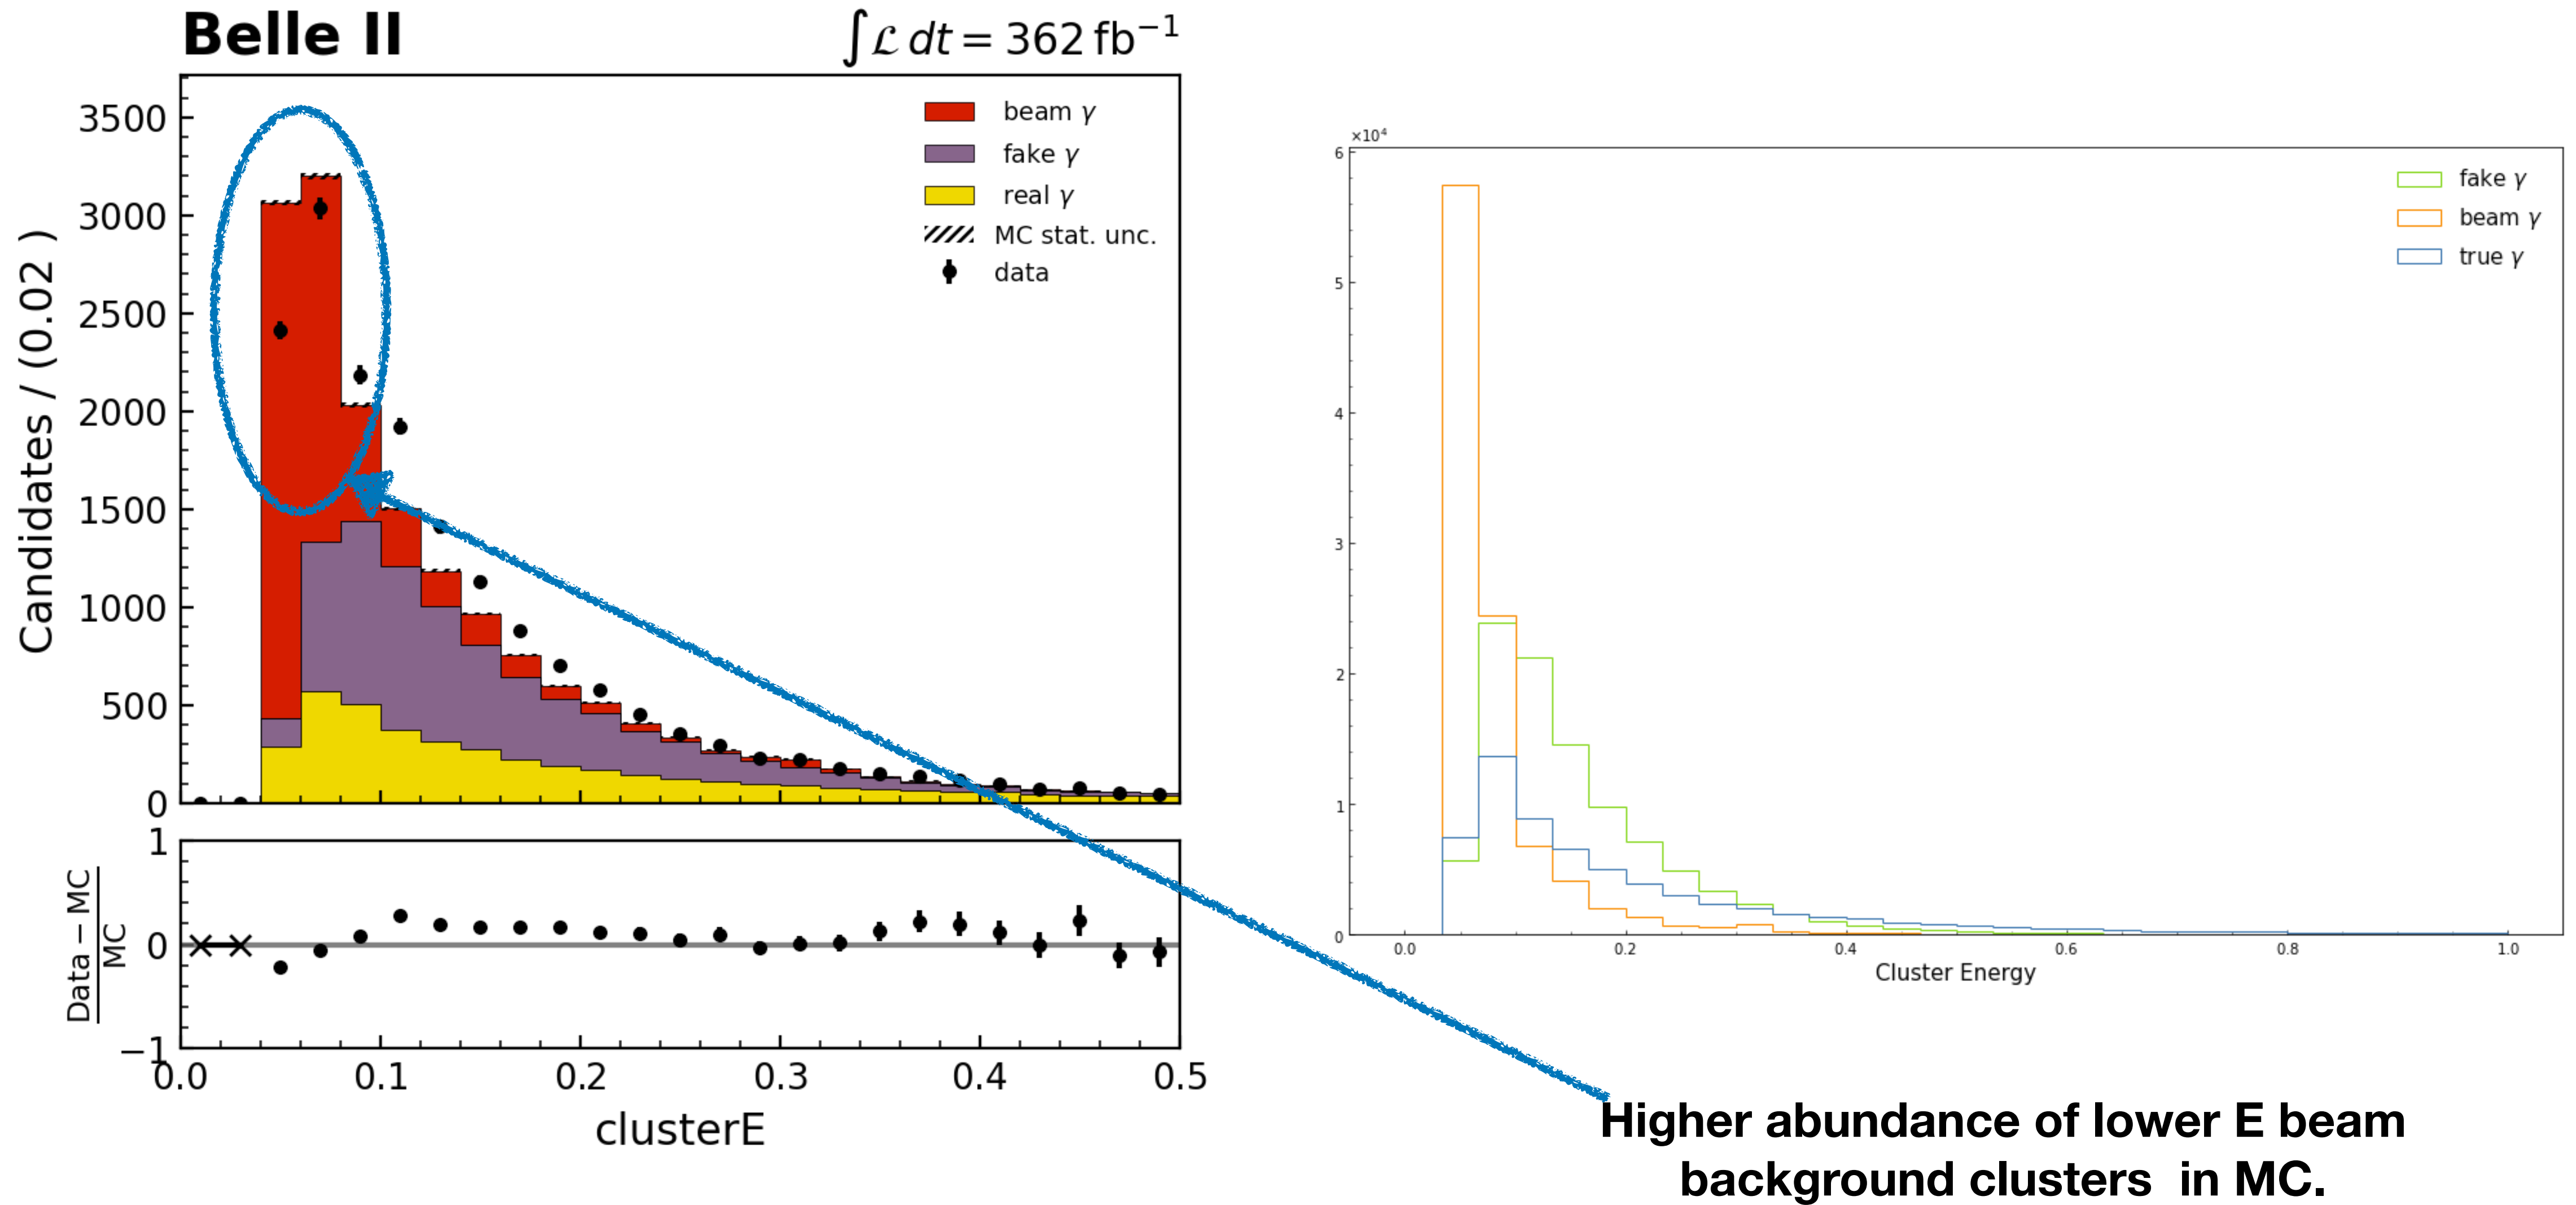 Belle II
∫ℒ dt = 362 fb⁻¹
Candidates / (0.02 )
3500
3000
2500
2000
1500
1000
500
0
beam γ
fake γ
real γ
MC stat. unc.
data
Data − MC
MC
1
0
−1
0.0 0.1 0.2 0.3 0.4 0.5
clusterE
×10⁴
6
5
4
3
2
1
0
fake γ
beam γ
true γ
0.0 0.2 0.4 0.6 0.8 1.0
Cluster Energy
Higher abundance of lower E beam
background clusters in MC.